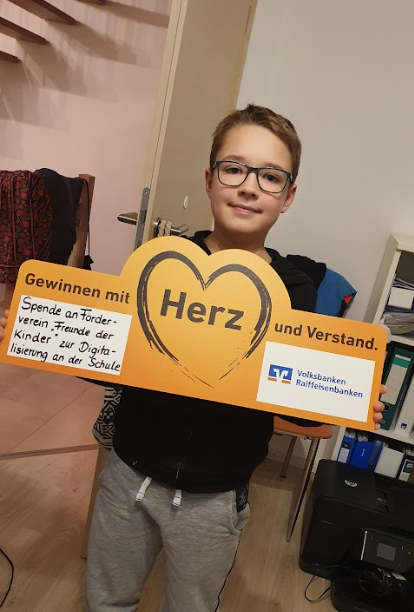 Gewinnen mit Herz und Verstand.
Spende an Förder-
verein „Freunde der
Kinder" zur Digita-
lisierung an der Schule
Volksbanken
Raiffeisenbanken